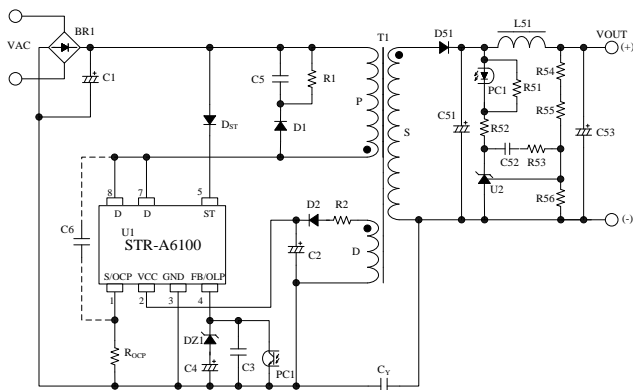 BR1
VAC
C1
DST
C5
R1
D1
P
T1
S
D51
L51
VOUT
(+)
PC1
R51
R54
R55
C51
R52
C52
R53
C53
U2
R56
(-)
8
7
5
D
D
ST
U1
STR-A6100
C6
S/OCP
VCC
GND
FB/OLP
1
2
3
4
D2
R2
C2
D
ROCP
DZ1
C4
C3
PC1
CY